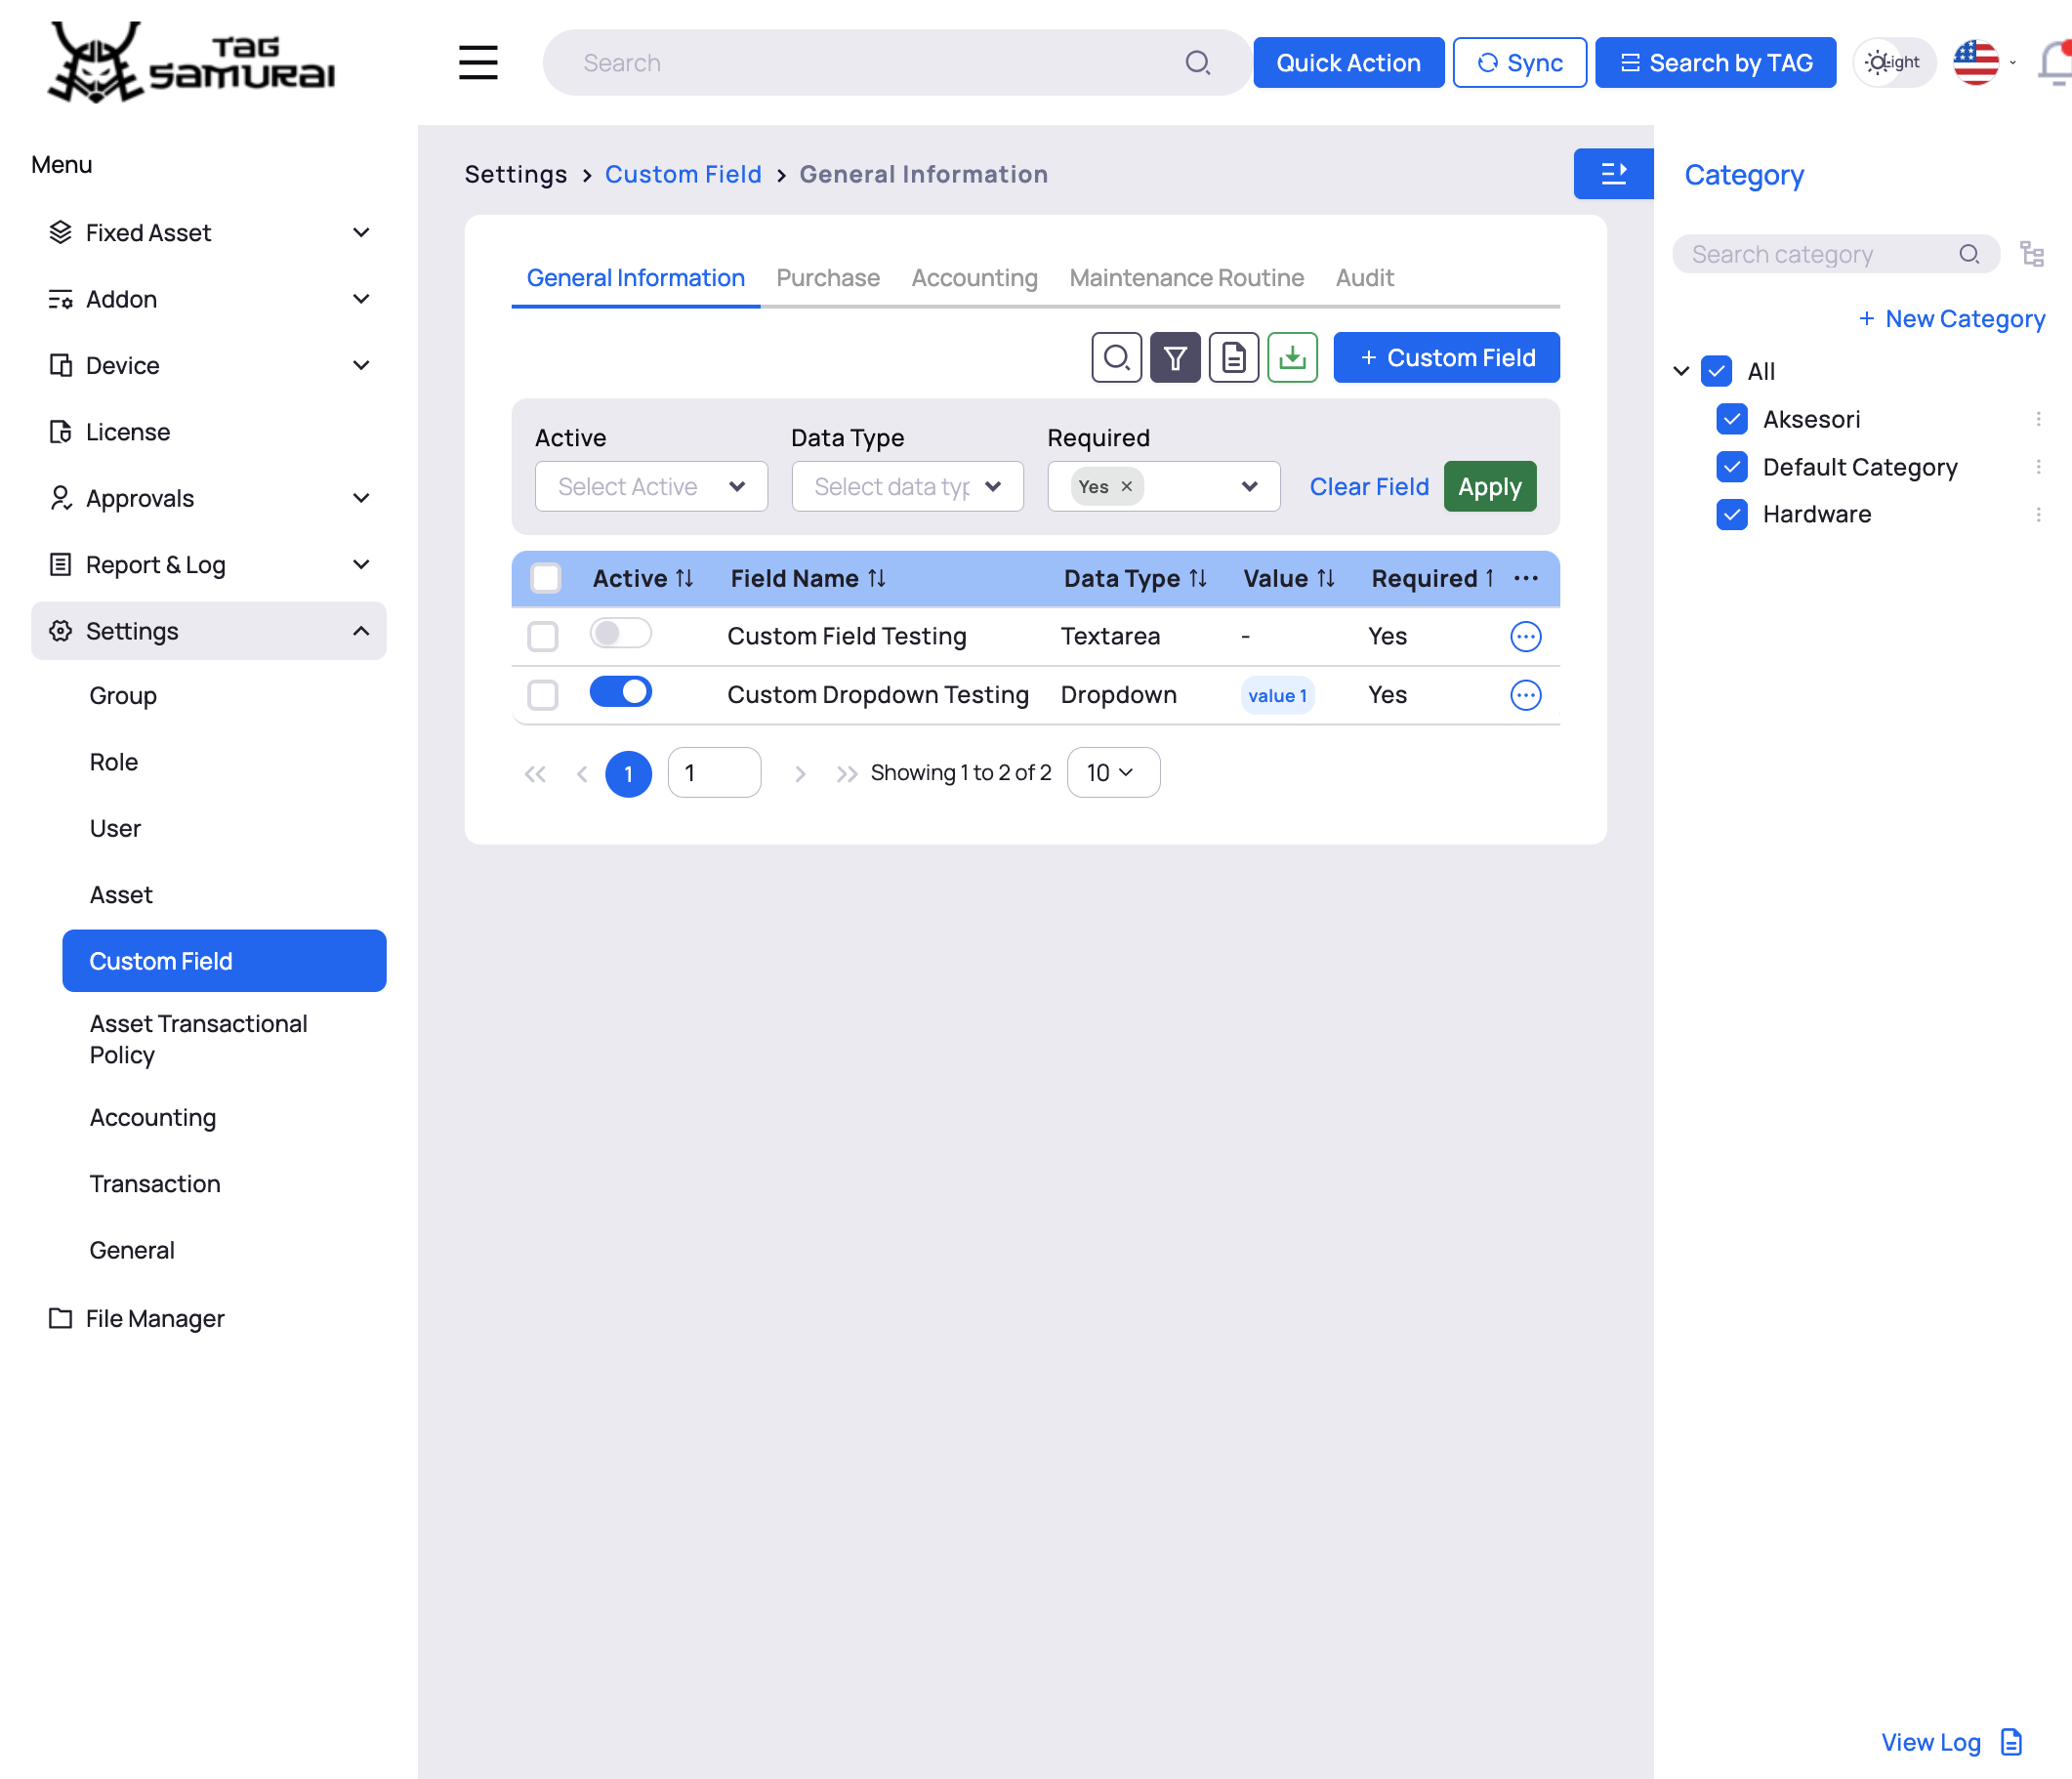 TAG
SAMURAI
Search
Quick Action
Sync
Search by TAG
Light
Menu
Fixed Asset
Addon
Device
License
Approvals
Report & Log
Settings
Group
Role
User
Asset
Custom Field
Asset Transactional
Policy
Accounting
Transaction
General
File Manager
Settings > Custom Field > General Information
General Information Purchase Accounting Maintenance Routine Audit
+ Custom Field
Active Data Type Required
Select Active Select data typ Yes × Clear Field Apply
Active Field Name Data Type Value Required
Custom Field Testing Textarea - Yes
Custom Dropdown Testing Dropdown value 1 Yes
1 1 Showing 1 to 2 of 2 10
Category
Search category
+ New Category
All
Aksesori
Default Category
Hardware
View Log